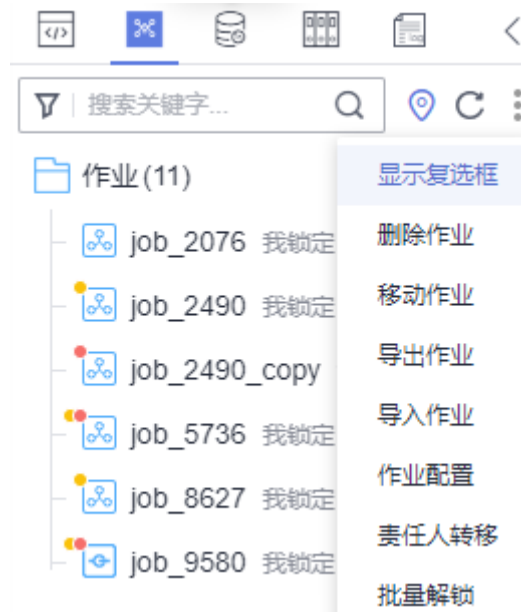 搜索关键字...
作业 (11)
显示复选框
job_2076 我锁定
删除作业
job_2490 我锁定
移动作业
job_2490_copy
导出作业
job_5736 我锁定
导入作业
job_8627 我锁定
作业配置
job_9580 我锁定
责任人转移
批量解锁